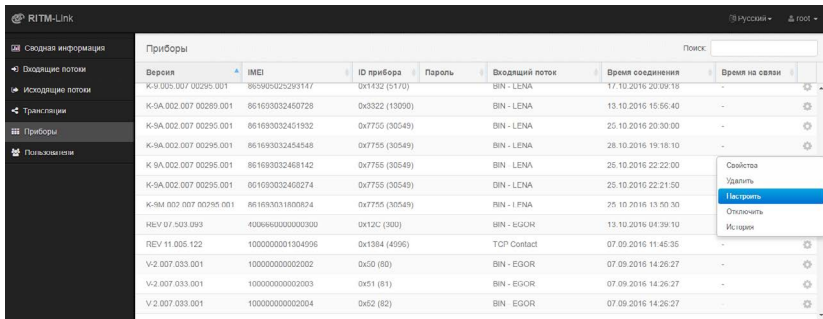 RITM-Link
Русский
root
Сводная информация
Входящие потоки
Исходящие потоки
Трансляции
Приборы
Пользователи
Приборы
Поиск:
Версия IMEI ID прибора Пароль Входящий поток Время соединения Время на связи
K-9.005.007 00295.001 865905025293147 0x1432 (5170) BIN - LENA 17.10.2016 20:09:18 -
K-9A.002.007 00289.001 861693032450728 0x3322 (13090) BIN - LENA 13.10.2016 15:56:40 -
K-9A.002.007 00295.001 861693032451932 0x7755 (30549) BIN - LENA 25.10.2016 20:30:00 -
K-9A.002.007 00295.001 861693032454548 0x7755 (30549) BIN - LENA 28.10.2016 19:18:10 -
K-9A.002.007 00295.001 861693032468142 0x7755 (30549) BIN - LENA 25.10.2016 22:22:00
K-9A.002.007 00295.001 861693032468274 0x7755 (30549) BIN - LENA 25.10.2016 22:21:50
K-9M.002.007 00295.001 861693031800824 0x7755 (30549) BIN - LENA 25.10.2016 13:50:30
REV 07.503.093 4006660000000300 0x12C (300) BIN - EGOR 13.10.2016 04:39:10
REV 11.005.122 1000000001304996 0x1384 (4996) TCP Contact 07.09.2016 11:45:35 -
V-2.007.033.001 100000000002002 0x50 (80) BIN - EGOR 07.09.2016 14:26:27 -
V-2.007.033.001 100000000002003 0x51 (81) BIN - EGOR 07.09.2016 14:26:27 -
V-2.007.033.001 100000000002004 0x52 (82) BIN - EGOR 07.09.2016 14:26:27 -
Свойства
Удалить
Настроить
Отключить
История